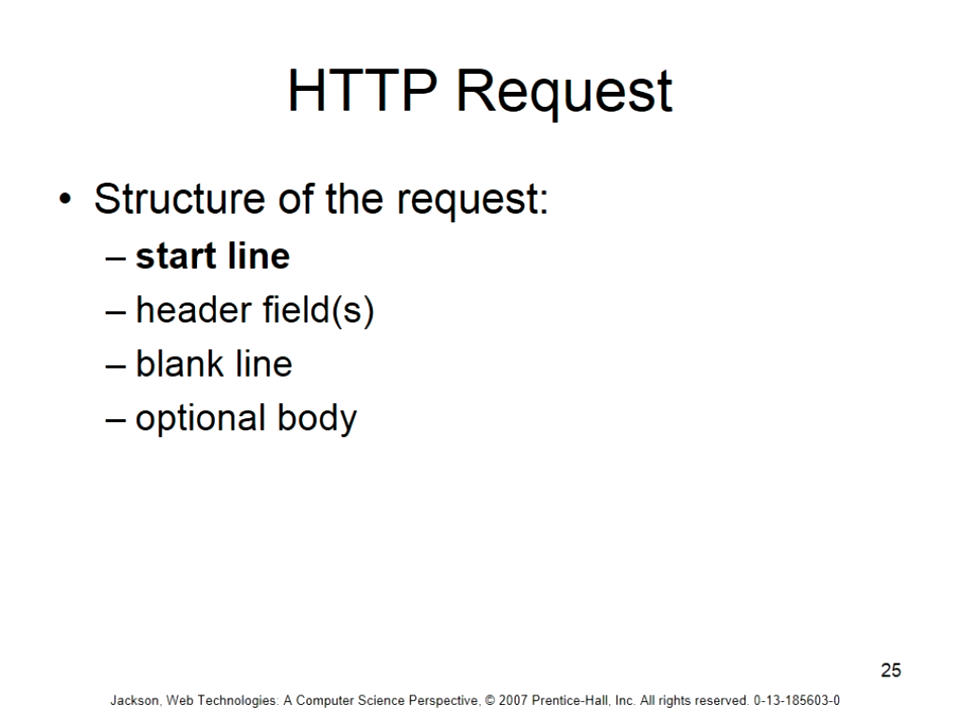 HTTP Request
• Structure of the request:
– start line
– header field(s)
– blank line
– optional body
25
Jackson, Web Technologies: A Computer Science Perspective, © 2007 Prentice-Hall, Inc. All rights reserved. 0-13-185603-0